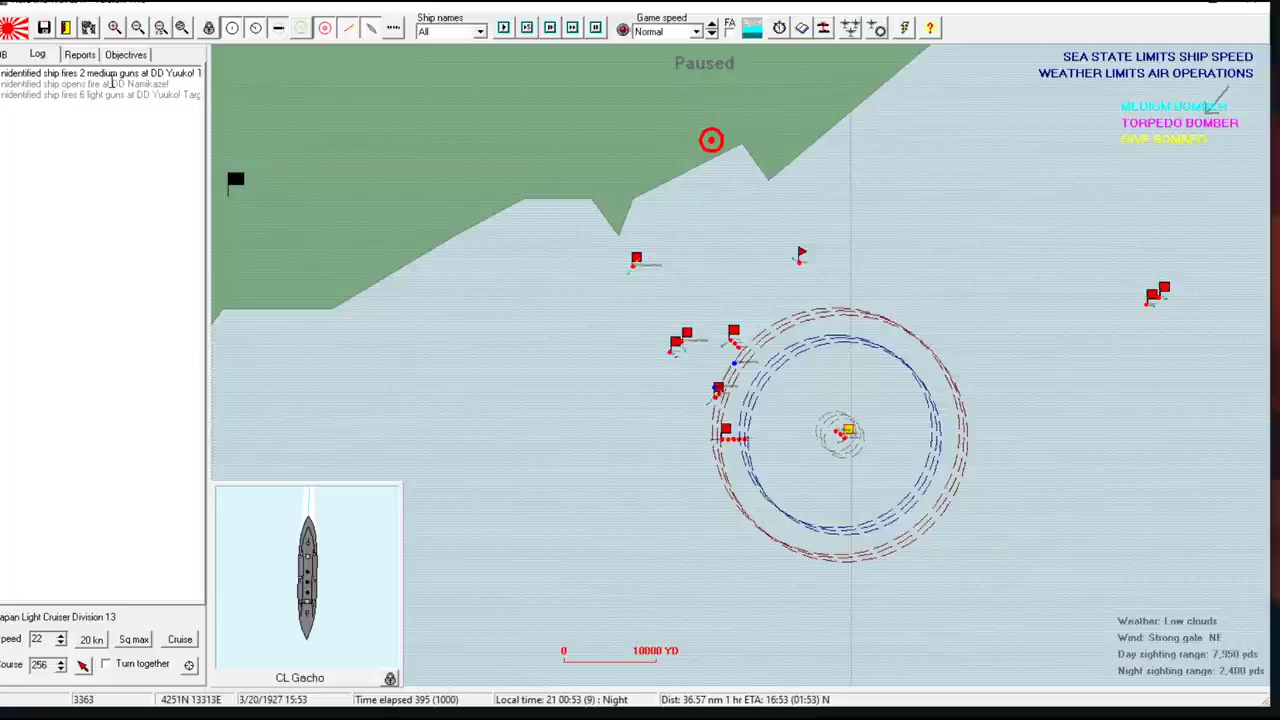 Ship names
Game speed
All
Normal
FA
B
Log
Reports
Objectives
nidentified ship fires 2 medium guns at DD Yuuko! T
nidentified ship opens fire at DD Namikaze!
nidentified ship fires 6 light guns at DD Yuuko! Targ
Paused
SEA STATE LIMITS SHIP SPEED
WEATHER LIMITS AIR OPERATIONS
MEDIUM BOMBER
TORPEDO BOMBER
DIVE BOMBER
0 10000 YD
CL Gacho
Weather: Low clouds
Wind: Strong gale NE
Day sighting range: 7,950 yds
Night sighting range: 2,400 yds
apan Light Cruiser Division 13
peed 22 20 kn Sq max Cruise
ourse 256 Turn together
3363 4251N 13313E 3/20/1927 15:53 Time elapsed 395 (1000) Local time: 21 00:53 (9) : Night Dist: 36.57 nm 1 hr ETA: 16:53 (01:53) N